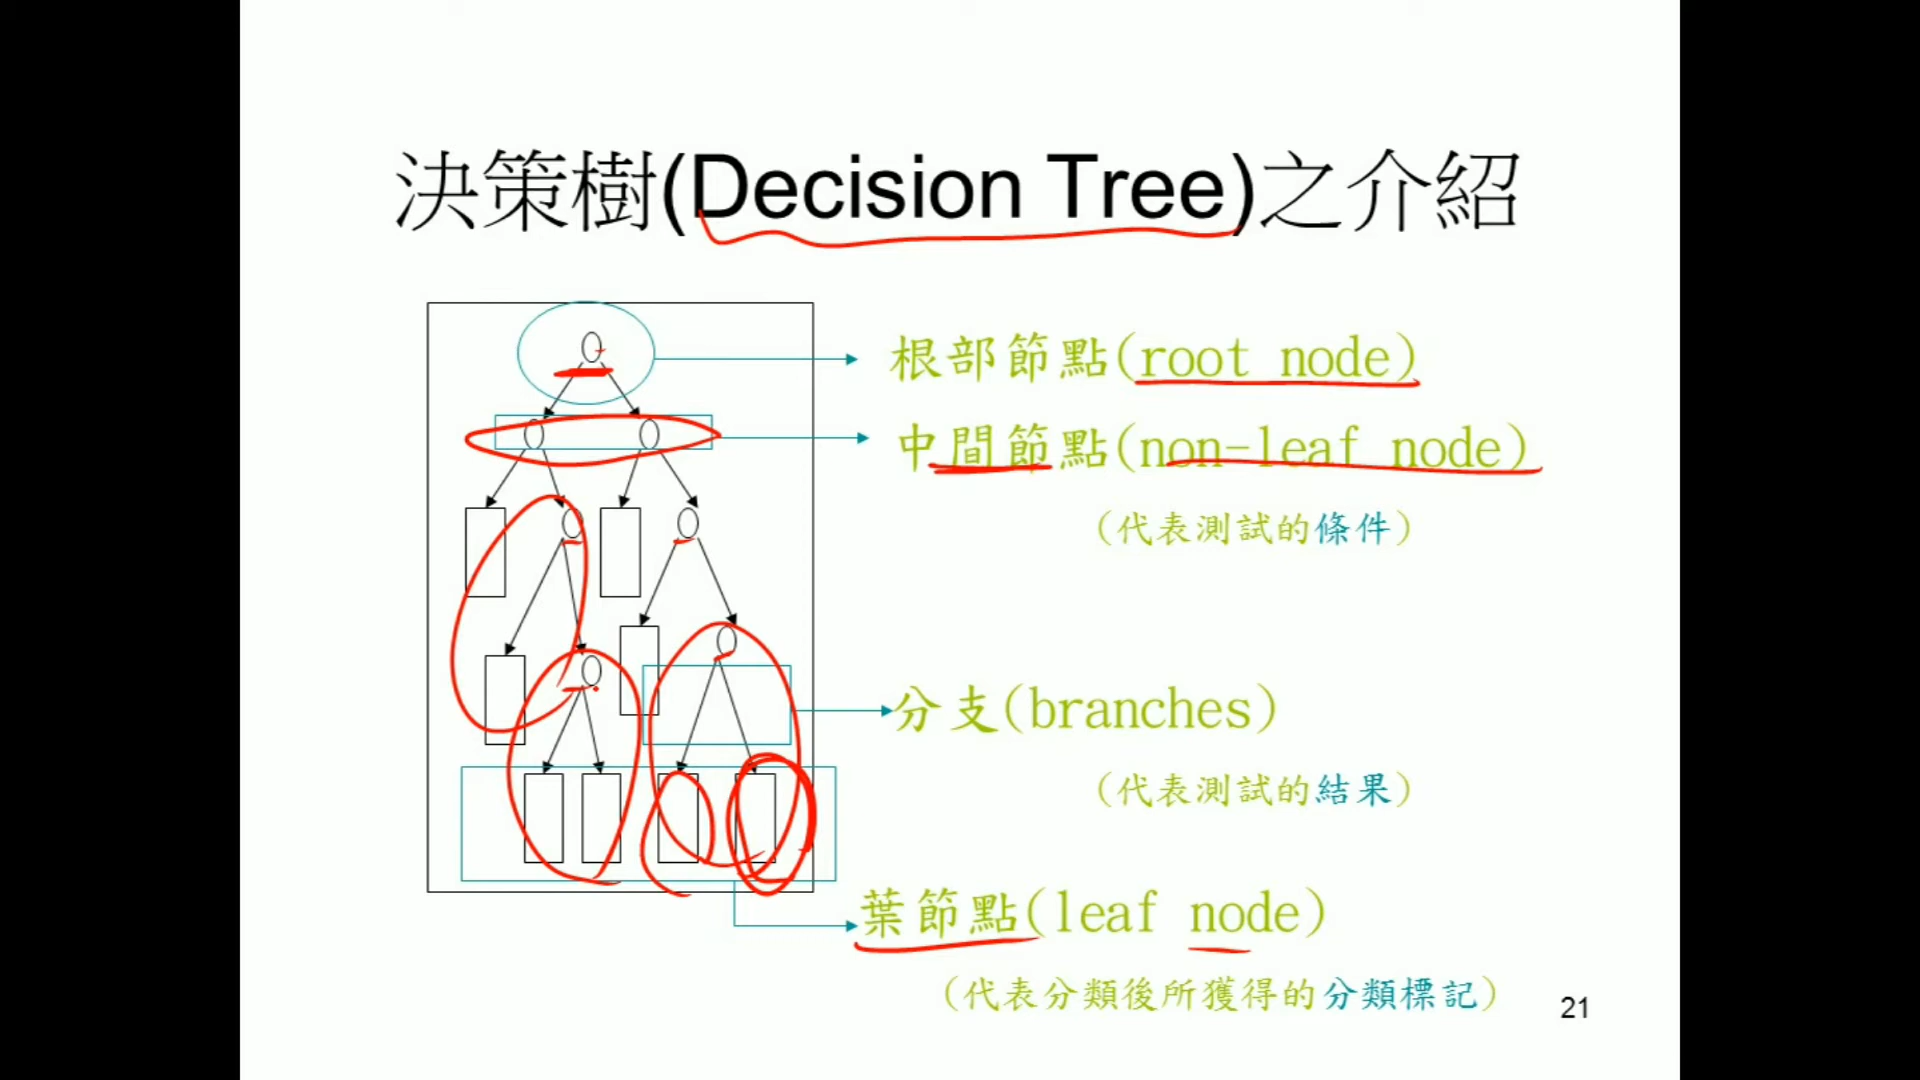 決策樹(Decision Tree)之介紹
根部節點(root node)
中間節點(non-leaf node)
(代表測試的條件)
分支(branches)
(代表測試的結果)
葉節點(leaf node)
(代表分類後所獲得的分類標記)
21